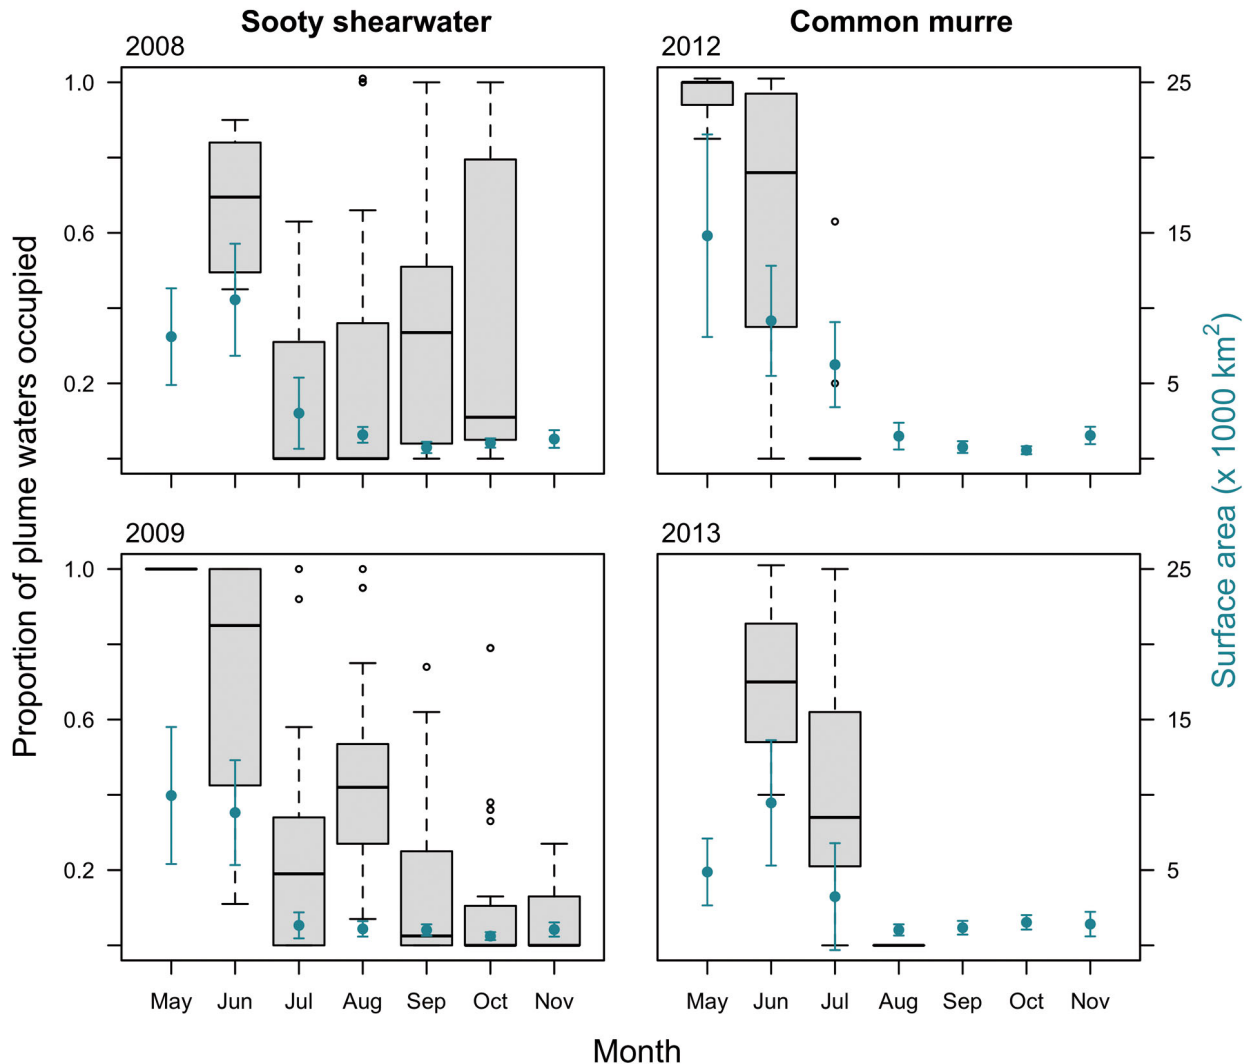 Sooty shearwater
Common murre
2008
2012
1.0
0.6
0.2
25
15
5
2009
2013
1.0
0.6
0.2
25
15
5
Proportion of plume waters occupied
Surface area (x 1000 km²)
May Jun Jul Aug Sep Oct Nov
May Jun Jul Aug Sep Oct Nov
Month